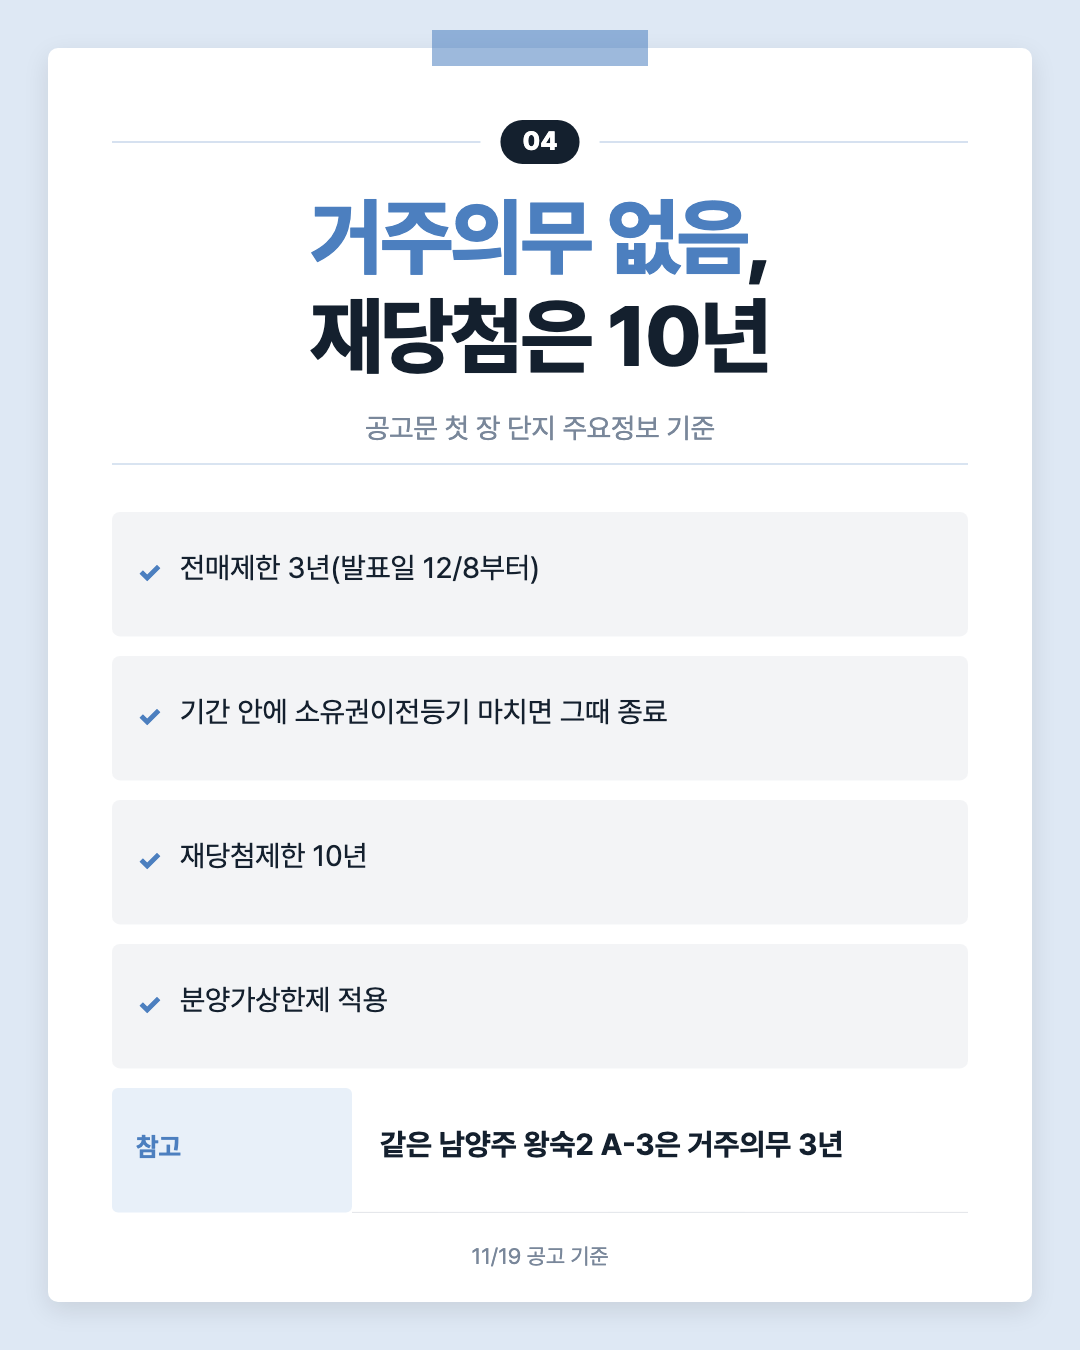 04
거주의무 없음,
재당첨은 10년
공고문 첫 장 단지 주요정보 기준
전매제한 3년(발표일 12/8부터)
기간 안에 소유권이전등기 마치면 그때 종료
재당첨제한 10년
분양가상한제 적용
참고
같은 남양주 왕숙2 A-3은 거주의무 3년
11/19 공고 기준